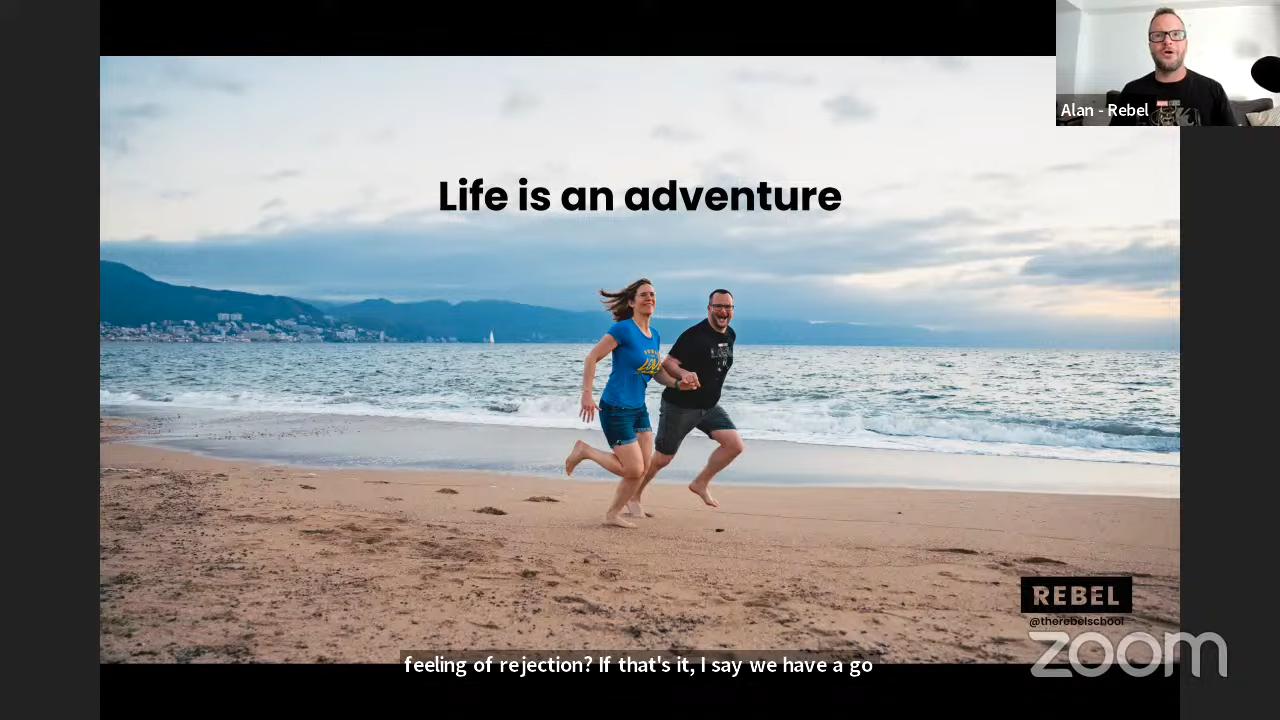 Alan - Rebel
Life is an adventure
REBEL
@therebelschool
zoom
feeling of rejection? If that's it, I say we have a go